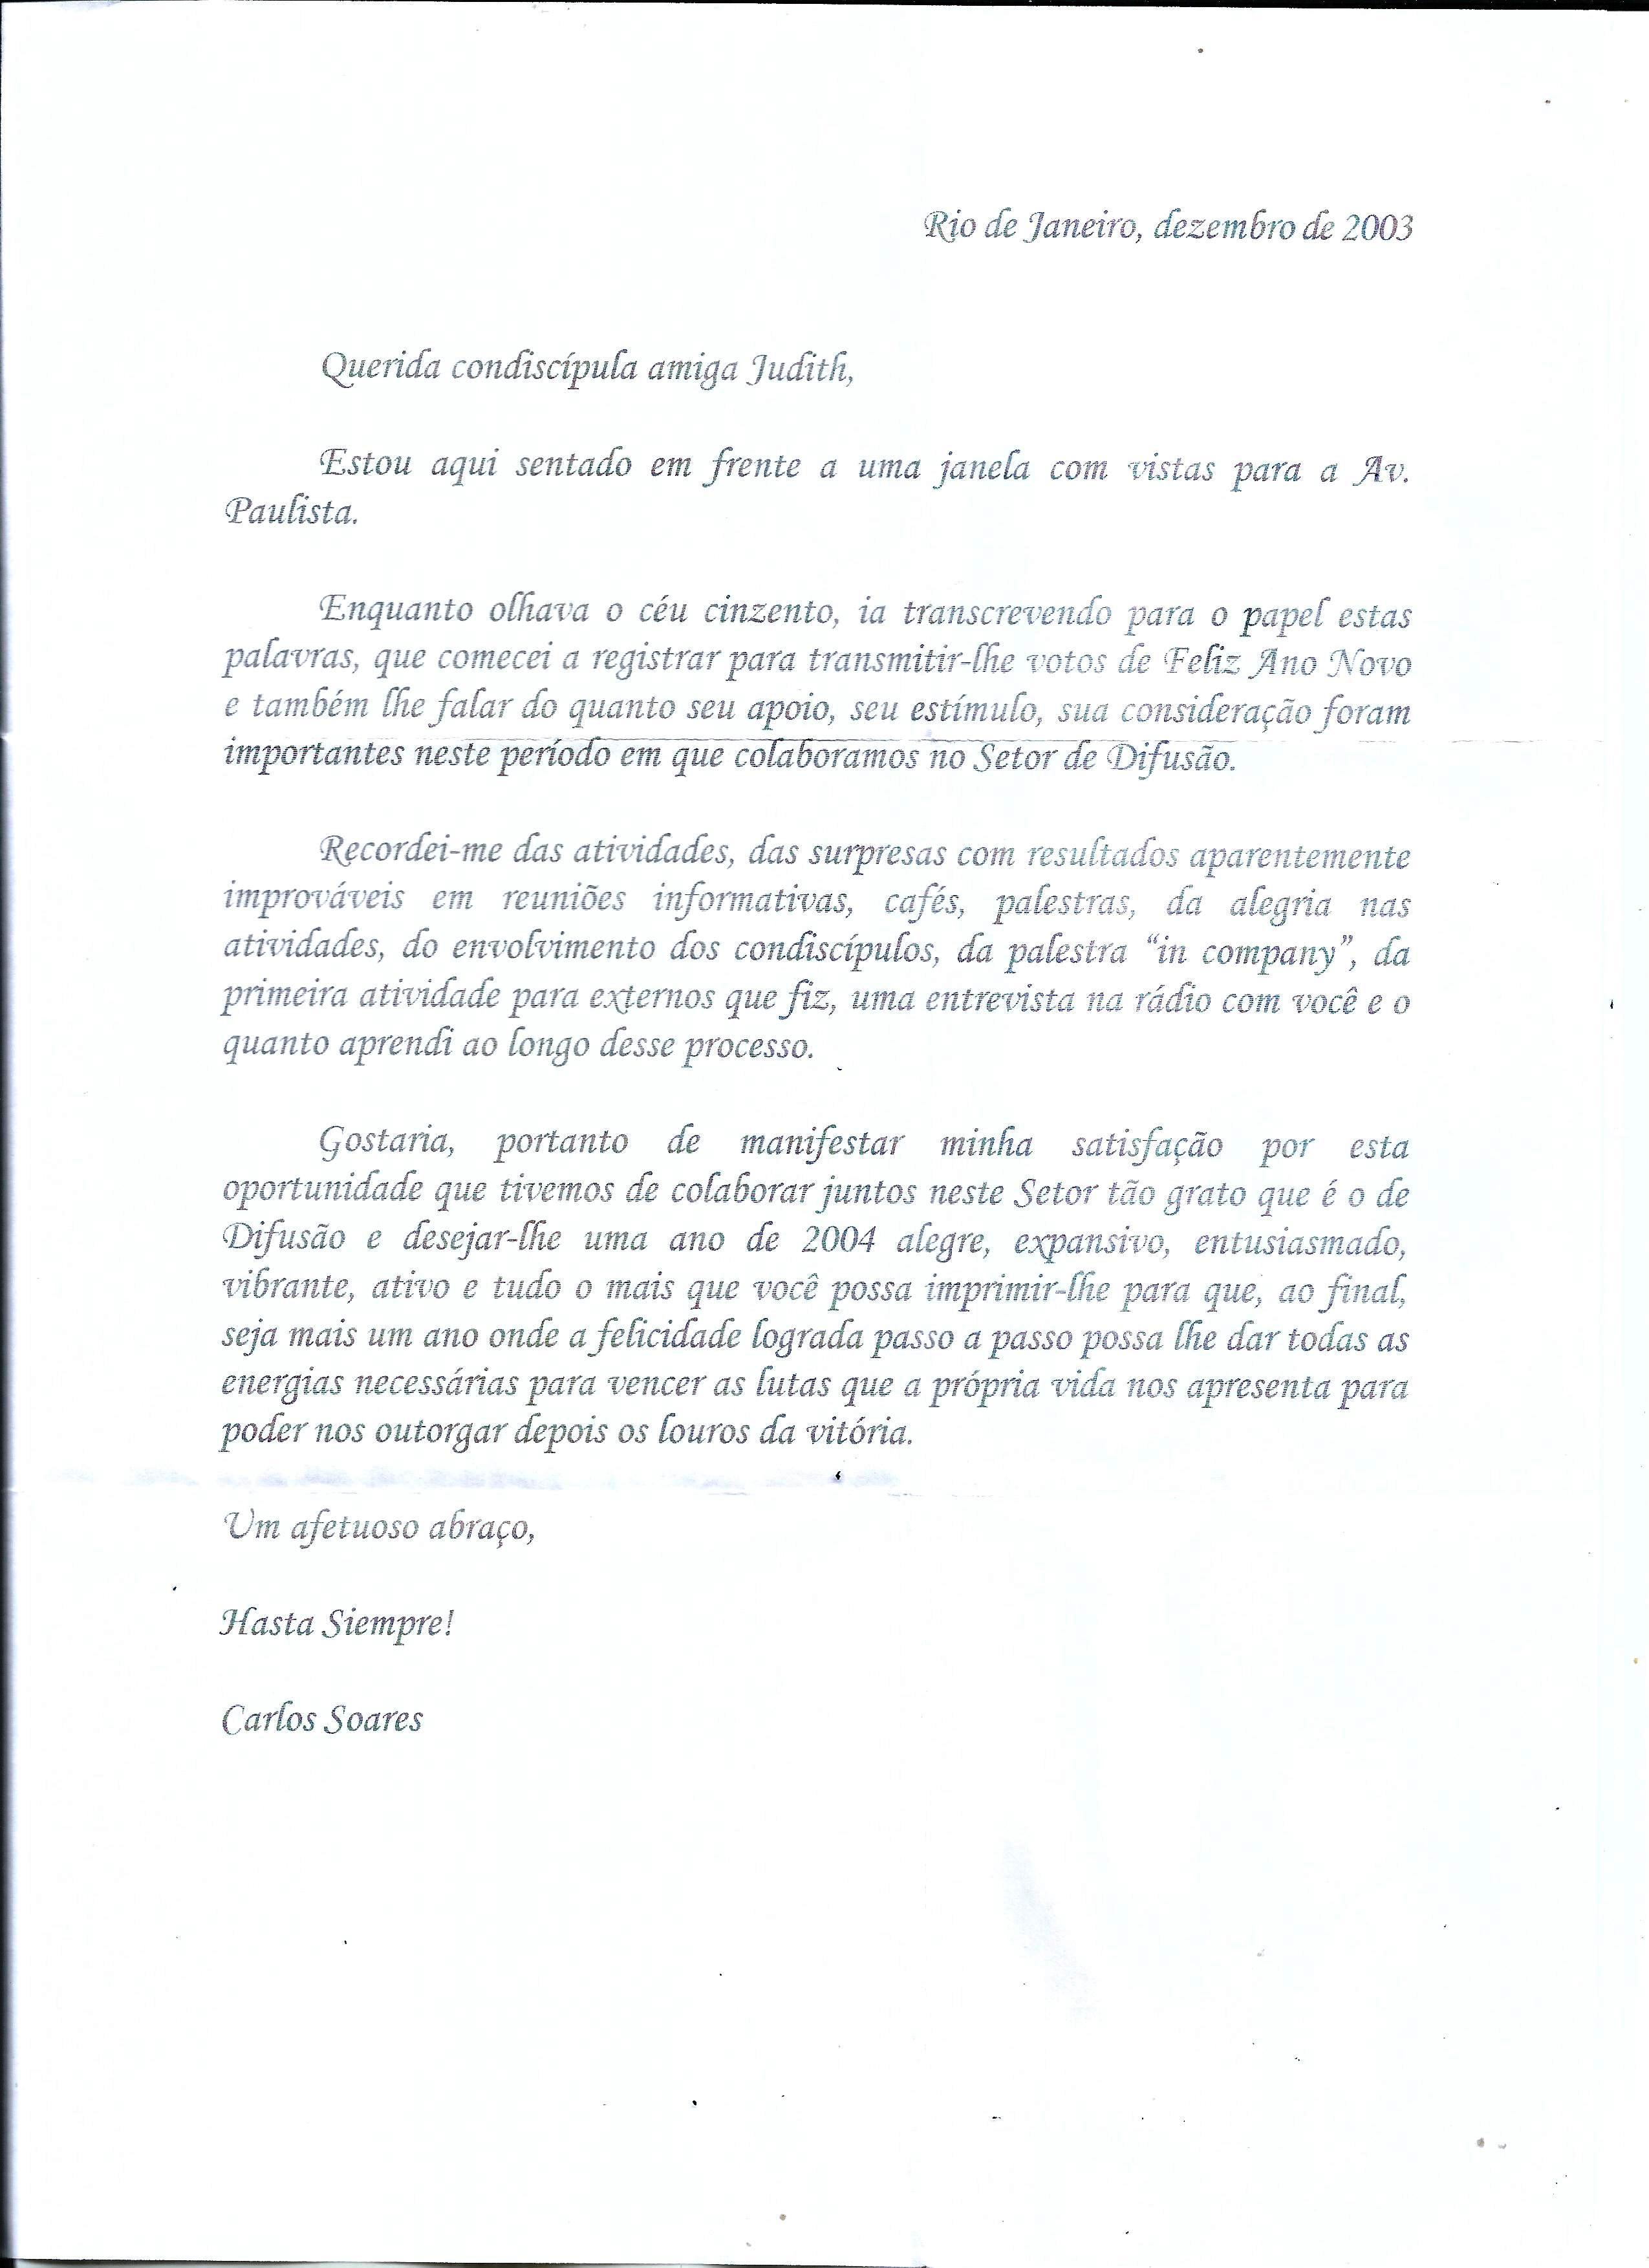 Rio de Janeiro, dezembro de 2003
Querida condiscípula amiga Judith,
Estou aqui sentado em frente a uma janela com vistas para a Av.
Paulista.
Enquanto olhava o céu cinzento, ia transcrevendo para o papel estas
palavras, que comecei a registrar para transmitir-lhe votos de Feliz Ano Novo
e também lhe falar do quanto seu apoio, seu estímulo, sua consideração foram
importantes neste período em que colaboramos no Setor de Difusão.
Recordei-me das atividades, das surpresas com resultados aparentemente
improváveis em reuniões informativas, cafés, palestras, da alegria nas
atividades, do envolvimento dos condiscípulos, da palestra “in company”, da
primeira atividade para externos que fiz, uma entrevista na rádio com você e o
quanto aprendi ao longo desse processo.
Gostaria, portanto de manifestar minha satisfação por esta
oportunidade que tivemos de colaborar juntos neste Setor tão grato que é o de
Difusão e desejar-lhe uma ano de 2004 alegre, expansivo, entusiasmado,
vibrante, ativo e tudo o mais que você possa imprimir-lhe para que, ao final,
seja mais um ano onde a felicidade lograda passo a passo possa lhe dar todas as
energias necessárias para vencer as lutas que a própria vida nos apresenta para
poder nos outorgar depois os louros da vitória.
Um afetuoso abraço,
Hasta Siempre!
Carlos Soares